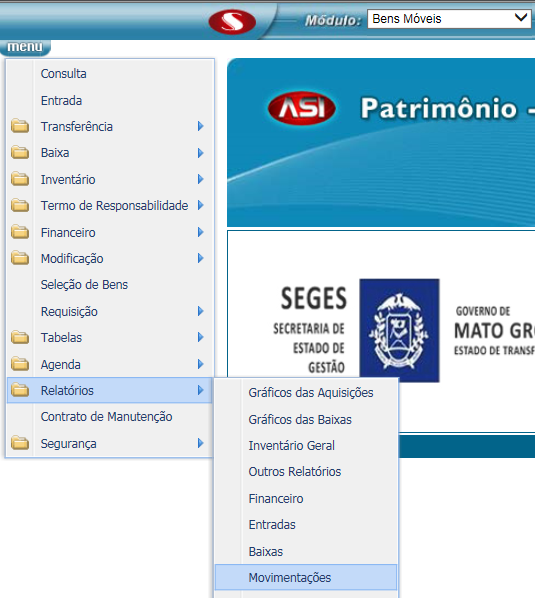 S
Módulo:
Bens Móveis
menu
Consulta
Entrada
Transferência
Baixa
Inventário
Termo de Responsabilidade
Financeiro
Modificação
Seleção de Bens
Requisição
Tabelas
Agenda
Relatórios
Contrato de Manutenção
Segurança
ASI
Patrimônio -
SEGES
SECRETARIA DE
ESTADO DE
GESTÃO
GOVERNO DE
MATO GRO
ESTADO DE TRANSF
Gráficos das Aquisições
Gráficos das Baixas
Inventário Geral
Outros Relatórios
Financeiro
Entradas
Baixas
Movimentações